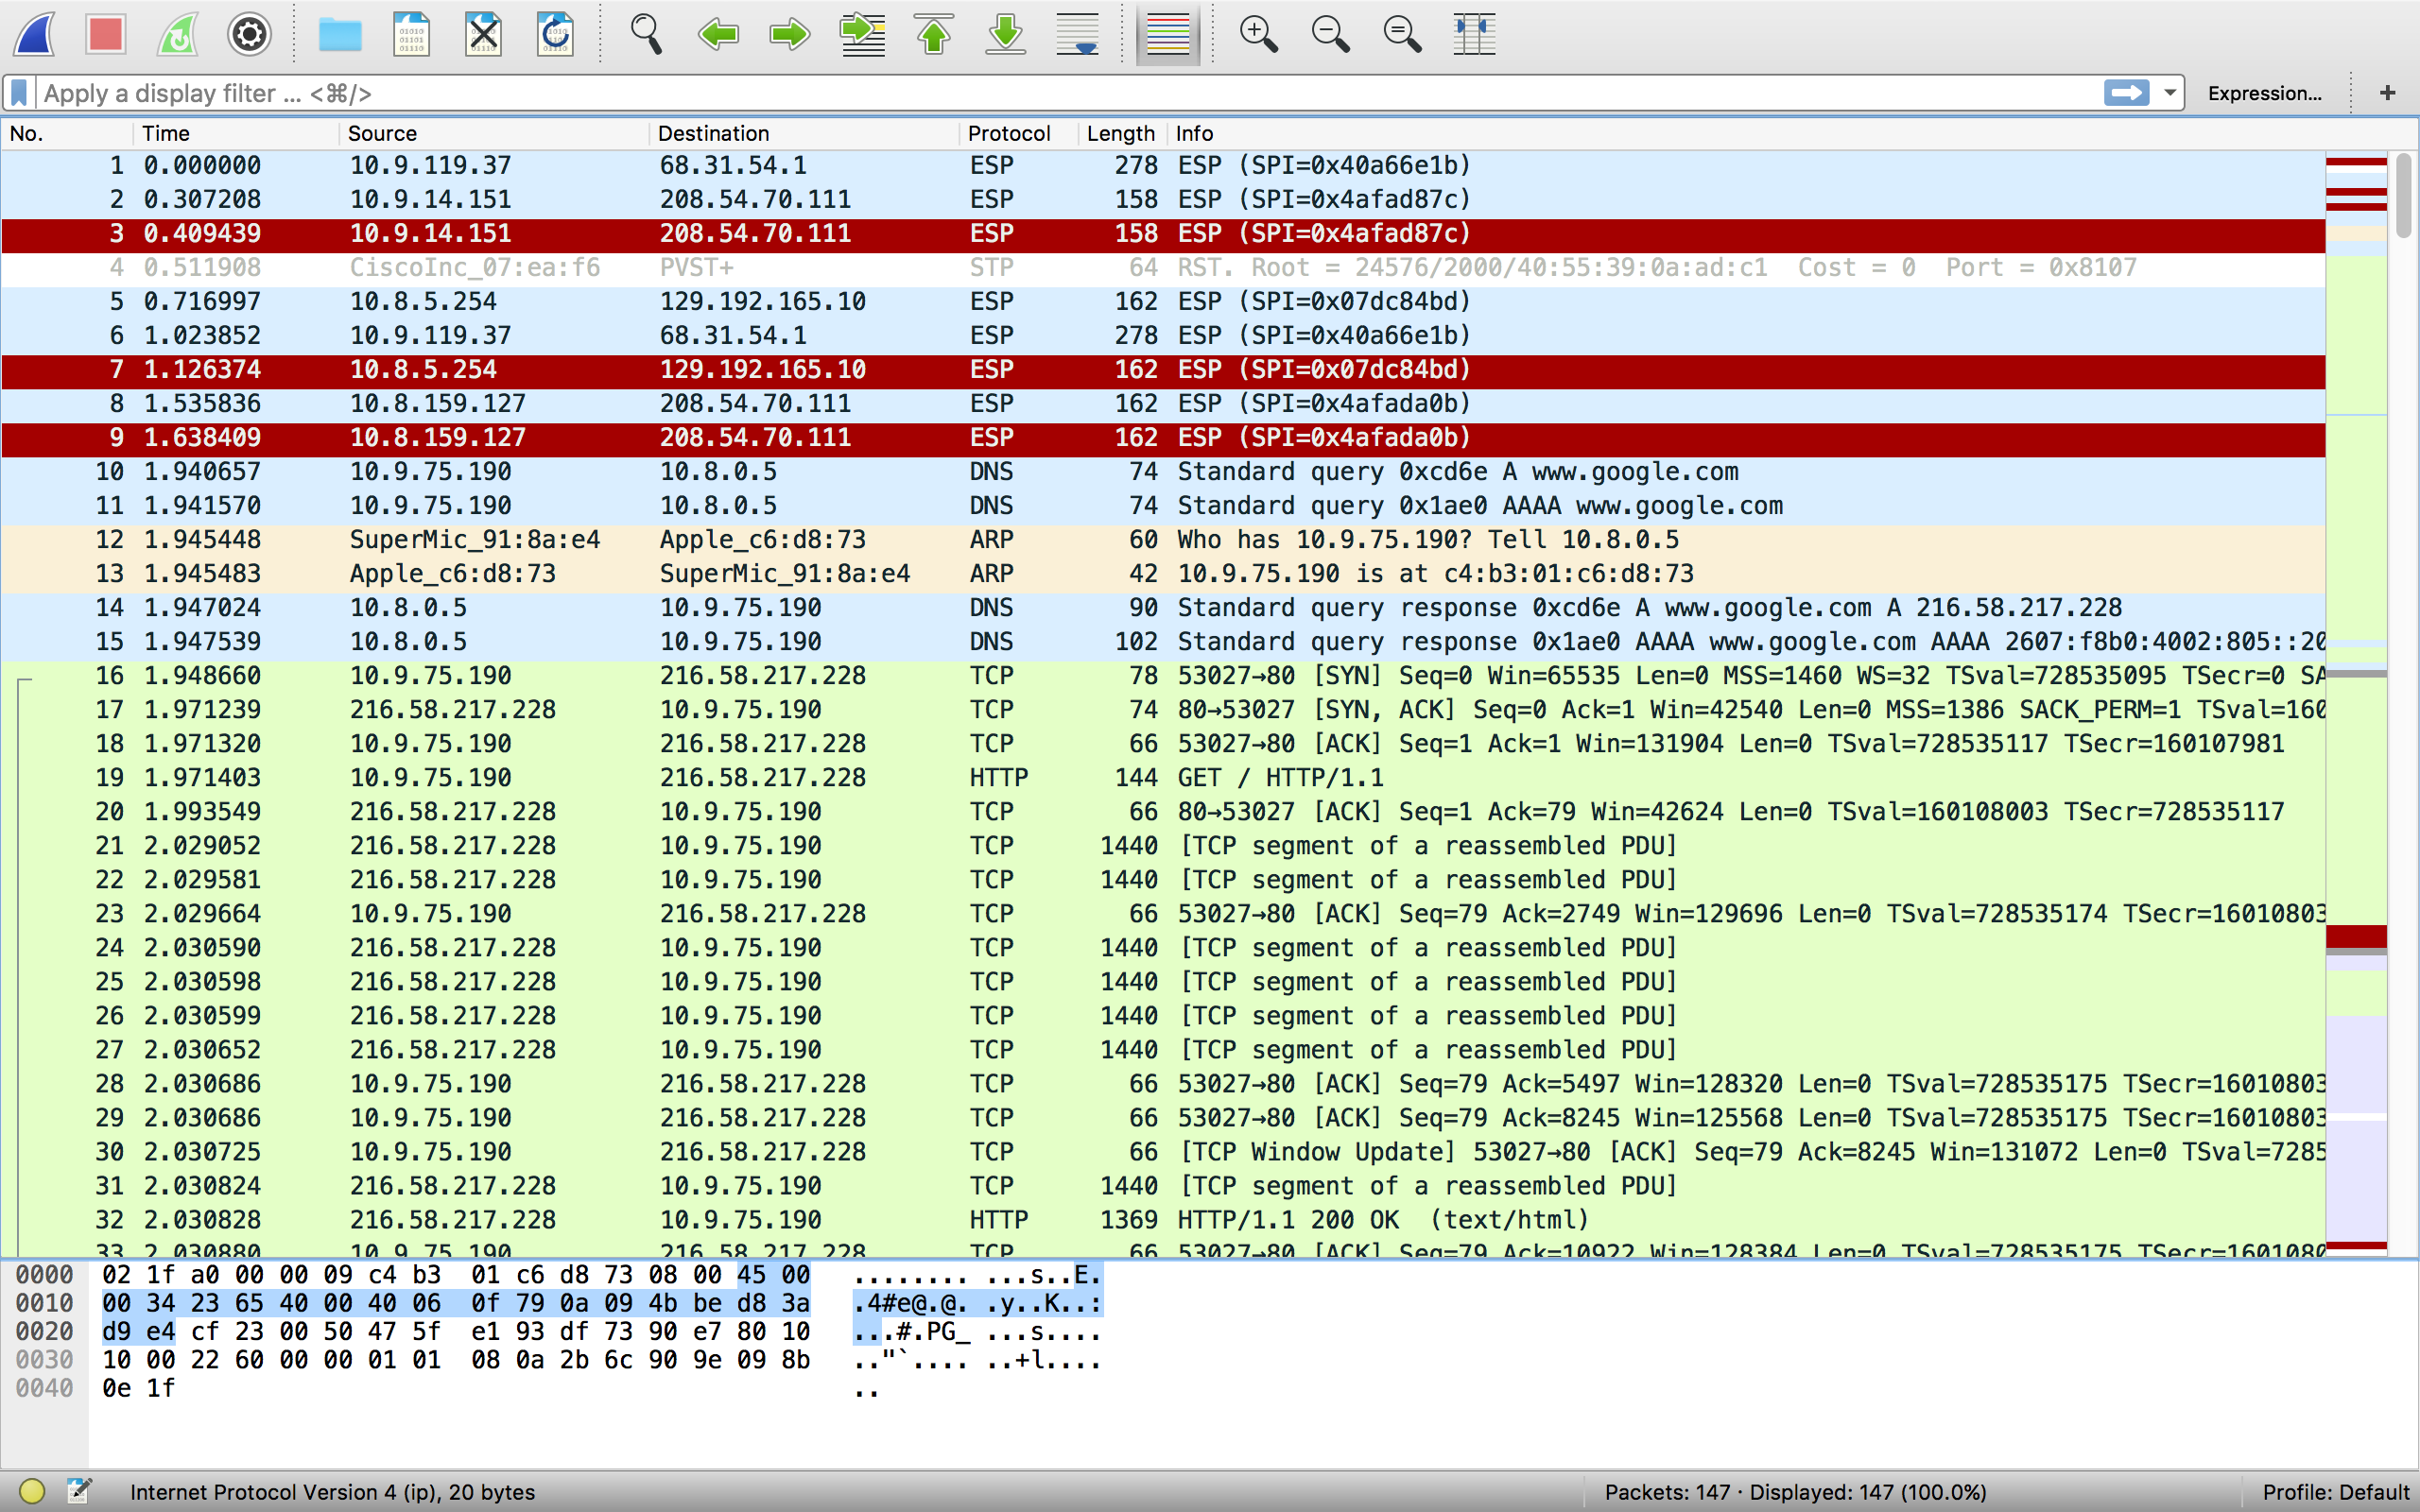 Apply a display filter ... <⌘/> Expression... +
No. Time Source Destination Protocol Length Info
1 0.000000 10.9.119.37 68.31.54.1 ESP 278 ESP (SPI=0x40a66e1b)
2 0.307208 10.9.14.151 208.54.70.111 ESP 158 ESP (SPI=0x4afad87c)
3 0.409439 10.9.14.151 208.54.70.111 ESP 158 ESP (SPI=0x4afad87c)
4 0.511908 CiscoInc_07:ea:f6 PVST+ STP 64 RST. Root = 24576/2000/40:55:39:0a:ad:c1 Cost = 0 Port = 0x8107
5 0.716997 10.8.5.254 129.192.165.10 ESP 162 ESP (SPI=0x07dc84bd)
6 1.023852 10.9.119.37 68.31.54.1 ESP 278 ESP (SPI=0x40a66e1b)
7 1.126374 10.8.5.254 129.192.165.10 ESP 162 ESP (SPI=0x07dc84bd)
8 1.535836 10.8.159.127 208.54.70.111 ESP 162 ESP (SPI=0x4afada0b)
9 1.638409 10.8.159.127 208.54.70.111 ESP 162 ESP (SPI=0x4afada0b)
10 1.940657 10.9.75.190 10.8.0.5 DNS 74 Standard query 0xcd6e A www.google.com
11 1.941570 10.9.75.190 10.8.0.5 DNS 74 Standard query 0x1ae0 AAAA www.google.com
12 1.945448 SuperMic_91:8a:e4 Apple_c6:d8:73 ARP 60 Who has 10.9.75.190? Tell 10.8.0.5
13 1.945483 Apple_c6:d8:73 SuperMic_91:8a:e4 ARP 42 10.9.75.190 is at c4:b3:01:c6:d8:73
14 1.947024 10.8.0.5 10.9.75.190 DNS 90 Standard query response 0xcd6e A www.google.com A 216.58.217.228
15 1.947539 10.8.0.5 10.9.75.190 DNS 102 Standard query response 0x1ae0 AAAA www.google.com AAAA 2607:f8b0:4002:805::20
16 1.948660 10.9.75.190 216.58.217.228 TCP 78 53027→80 [SYN] Seq=0 Win=65535 Len=0 MSS=1460 WS=32 TSval=728535095 TSecr=0 SA
17 1.971239 216.58.217.228 10.9.75.190 TCP 74 80→53027 [SYN, ACK] Seq=0 Ack=1 Win=42540 Len=0 MSS=1386 SACK_PERM=1 TSval=160
18 1.971320 10.9.75.190 216.58.217.228 TCP 66 53027→80 [ACK] Seq=1 Ack=1 Win=131904 Len=0 TSval=728535117 TSecr=160107981
19 1.971403 10.9.75.190 216.58.217.228 HTTP 144 GET / HTTP/1.1
20 1.993549 216.58.217.228 10.9.75.190 TCP 66 80→53027 [ACK] Seq=1 Ack=79 Win=42624 Len=0 TSval=160108003 TSecr=728535117
21 2.029052 216.58.217.228 10.9.75.190 TCP 1440 [TCP segment of a reassembled PDU]
22 2.029581 216.58.217.228 10.9.75.190 TCP 1440 [TCP segment of a reassembled PDU]
23 2.029664 10.9.75.190 216.58.217.228 TCP 66 53027→80 [ACK] Seq=79 Ack=2749 Win=129696 Len=0 TSval=728535174 TSecr=16010803
24 2.030590 216.58.217.228 10.9.75.190 TCP 1440 [TCP segment of a reassembled PDU]
25 2.030598 216.58.217.228 10.9.75.190 TCP 1440 [TCP segment of a reassembled PDU]
26 2.030599 216.58.217.228 10.9.75.190 TCP 1440 [TCP segment of a reassembled PDU]
27 2.030652 216.58.217.228 10.9.75.190 TCP 1440 [TCP segment of a reassembled PDU]
28 2.030686 10.9.75.190 216.58.217.228 TCP 66 53027→80 [ACK] Seq=79 Ack=5497 Win=128320 Len=0 TSval=728535175 TSecr=16010803
29 2.030686 10.9.75.190 216.58.217.228 TCP 66 53027→80 [ACK] Seq=79 Ack=8245 Win=125568 Len=0 TSval=728535175 TSecr=16010803
30 2.030725 10.9.75.190 216.58.217.228 TCP 66 [TCP Window Update] 53027→80 [ACK] Seq=79 Ack=8245 Win=131072 Len=0 TSval=7285
31 2.030824 216.58.217.228 10.9.75.190 TCP 1440 [TCP segment of a reassembled PDU]
32 2.030828 216.58.217.228 10.9.75.190 HTTP 1369 HTTP/1.1 200 OK (text/html)
33 2.030880 10.9.75.190 216.58.217.228 TCP 66 53027→80 [ACK] Seq=79 Ack=10922 Win=128384 Len=0 TSval=728535175 TSecr=1601080
0000 02 1f a0 00 00 09 c4 b3 01 c6 d8 73 08 00 45 00 ........ ...s..E.
0010 00 34 23 65 40 00 40 06 0f 79 0a 09 4b be d8 3a .4#e@.@. .y..K..:
0020 d9 e4 cf 23 00 50 47 5f e1 93 df 73 90 e7 80 10 ...#.PG_ ...s....
0030 10 00 22 60 00 00 01 01 08 0a 2b 6c 90 9e 09 8b .."`.... ..+l....
0040 0e 1f ..
Internet Protocol Version 4 (ip), 20 bytes Packets: 147 · Displayed: 147 (100.0%) Profile: Default